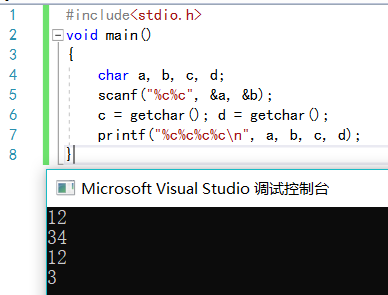 1 #include<stdio.h>
2 void main()
3 {
4 char a, b, c, d;
5 scanf("%c%c", &a, &b);
6 c = getchar(); d = getchar();
7 printf("%c%c%c%c\n", a, b, c, d);
8 }
Microsoft Visual Studio 调试控制台
12
34
12
3